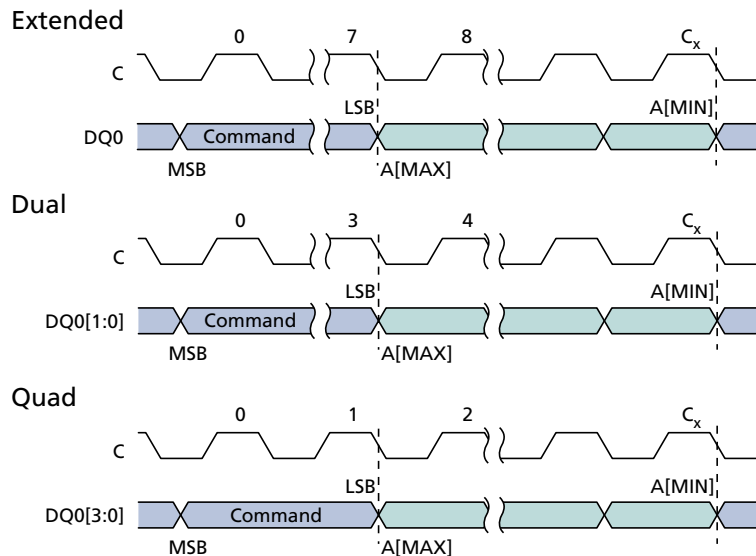 Extended
0 7 8 Cx
C
LSB A[MIN]
DQ0 Command
MSB A[MAX]
Dual
0 3 4 Cx
C
LSB A[MIN]
DQ0[1:0] Command
MSB A[MAX]
Quad
0 1 2 Cx
C
LSB A[MIN]
DQ0[3:0] Command
MSB A[MAX]